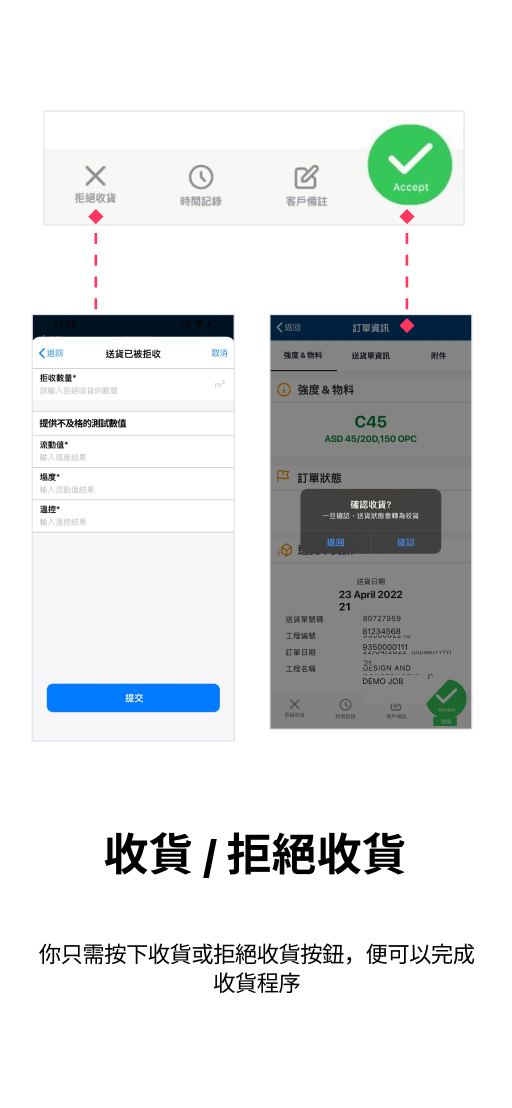 Accept
拒絕收貨
時間記錄
客戶備註
返回
送貨已被拒收
取消
拒收數量*
請輸入拒絕收貨的數量
m³
提供不及格的測試數值
流動值*
輸入塌度結果
塌度*
輸入流動值結果
溫控*
輸入溫控結果
提交
返回
訂單資訊
強度 & 物料
送貨單資訊
附件
強度 & 物料
C45
ASD 45/20D,150 OPC
訂單狀態
確認收貨?
一旦確認，送貨狀態會轉為收貨
返回
確認
送貨日期
23 April 2022
21
送貨單號碼
80727959
工程編號
81234568
9350000111
訂單日期
22/04/2022 (DD/MM/YYYY)
工程名稱
21
DESIGN AND
DEMO JOB
拒絕收貨
時間記錄
客戶備註
Accept
收貨 / 拒絕收貨
你只需按下收貨或拒絕收貨按鈕，便可以完成
收貨程序